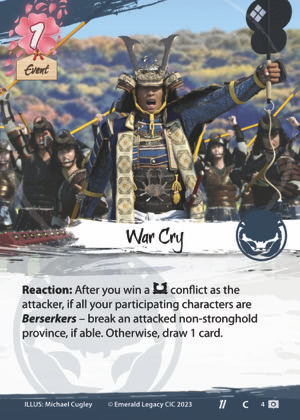 1
Event
War Cry
Reaction: After you win a conflict as the
attacker, if all your participating characters are
Berserkers – break an attacked non-stronghold
province, if able. Otherwise, draw 1 card.
ILLUS: Michael Cugley © Emerald Legacy CIC 2023 C 4